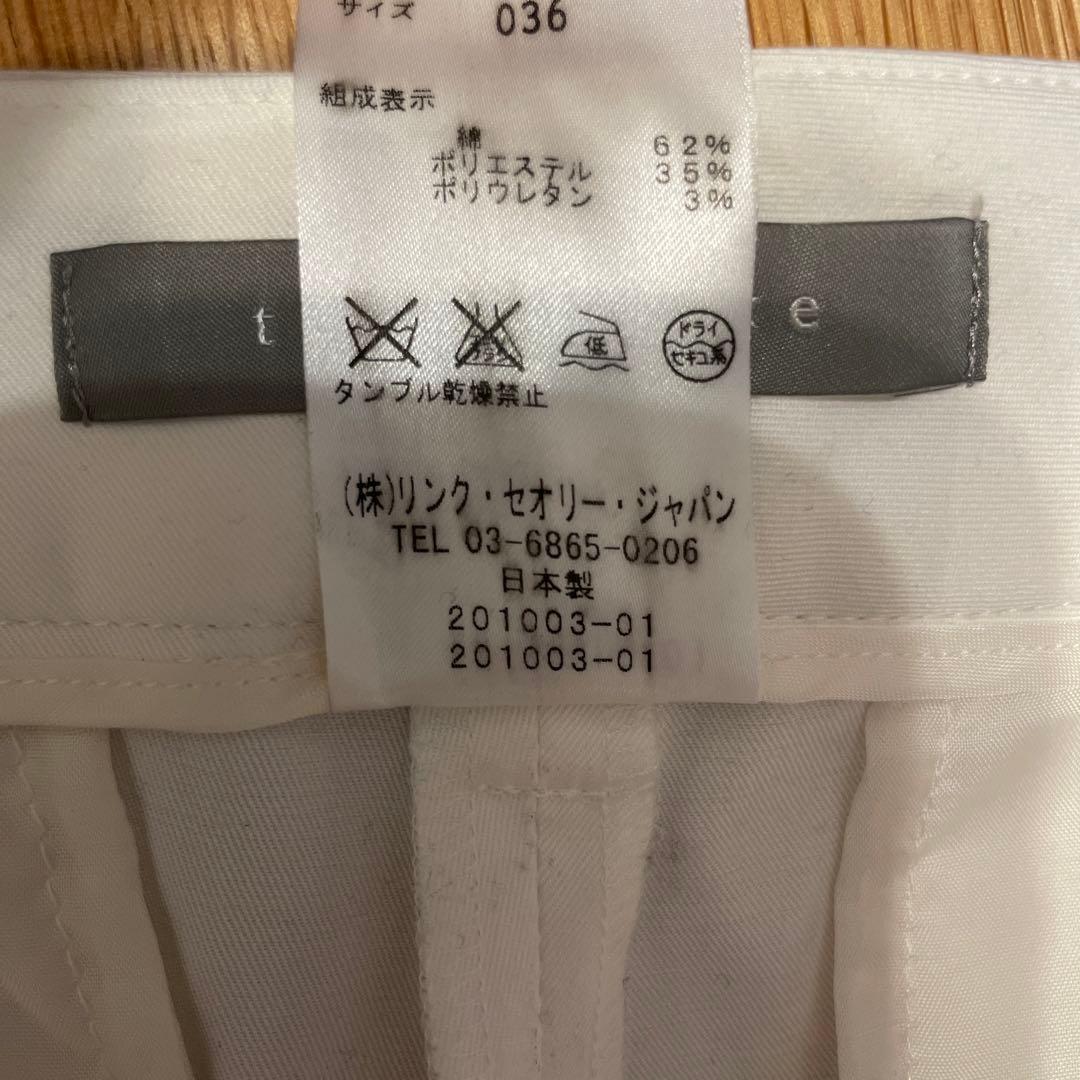 サイズ 036
組成表示
綿 62%
ポリエステル 35%
ポリウレタン 3%
低
ドライ
セキユ系
タンブル乾燥禁止
(株)リンク・セオリー・ジャパン
TEL 03-6865-0206
日本製
201003-01
201003-01
t
e